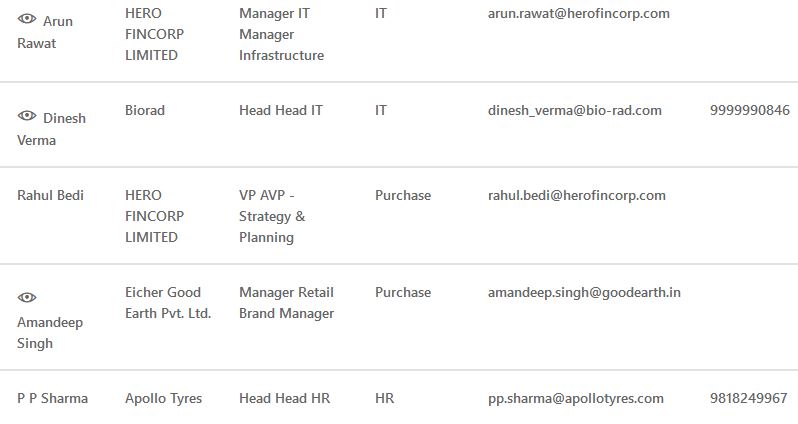 Arun Rawat HERO FINCORP LIMITED Manager IT Manager Infrastructure IT arun.rawat@herofincorp.com
Dinesh Verma Biorad Head Head IT IT dinesh_verma@bio-rad.com 9999990846
Rahul Bedi HERO FINCORP LIMITED VP AVP - Strategy & Planning Purchase rahul.bedi@herofincorp.com
Amandeep Singh Eicher Good Earth Pvt. Ltd. Manager Retail Brand Manager Purchase amandeep.singh@goodearth.in
P P Sharma Apollo Tyres Head Head HR HR pp.sharma@apollotyres.com 9818249967